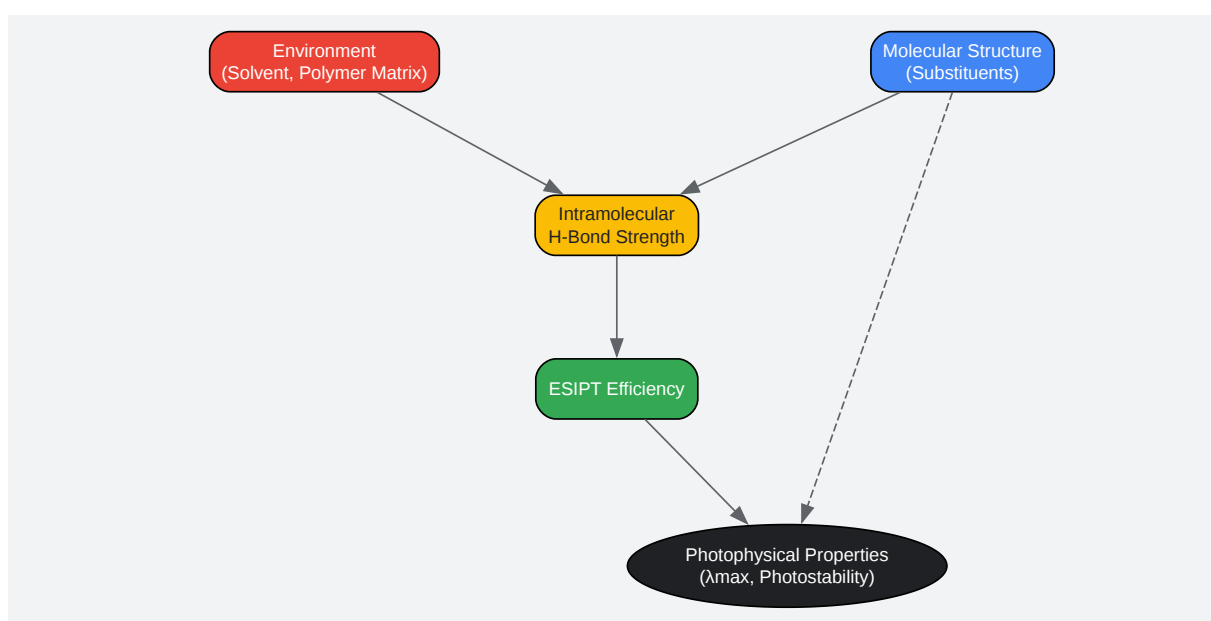 Environment
(Solvent, Polymer Matrix)
Molecular Structure
(Substituents)
Intramolecular
H-Bond Strength
ESIPT Efficiency
Photophysical Properties
(λmax, Photostability)